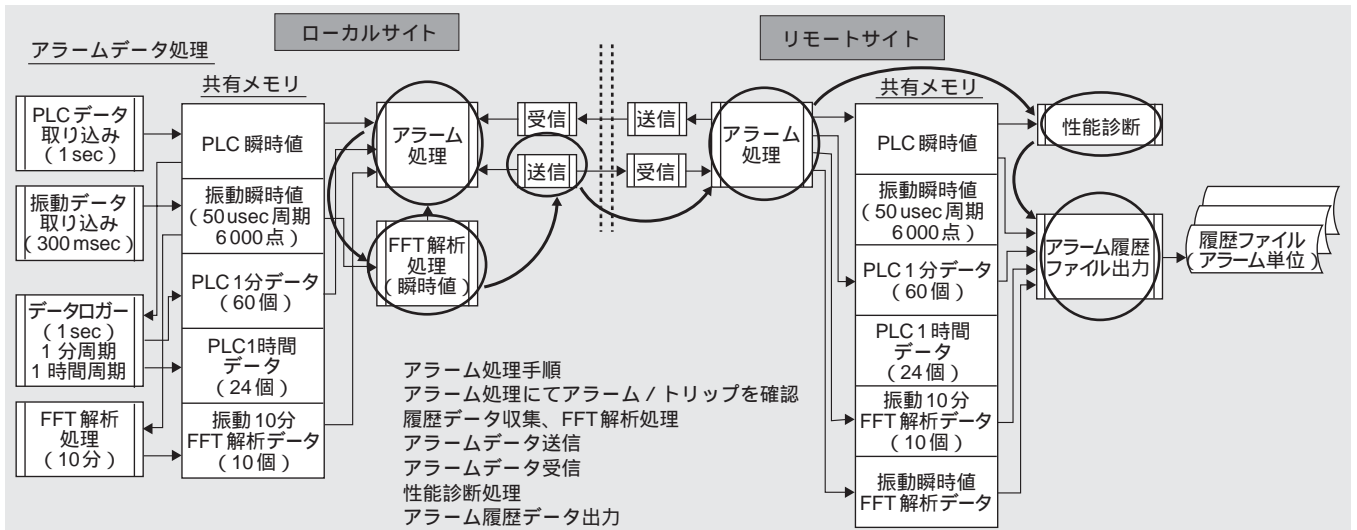 ローカルサイト
リモートサイト
アラームデータ処理
共有メモリ
PLCデータ
取り込み
(1sec)
振動データ
取り込み
(300msec)
データロガー
(1sec)
1分周期
1時間周期
FFT解析
処理
(10分)
PLC瞬時値
振動瞬時値
(50usec周期
6000点)
PLC1分データ
(60個)
PLC1時間
データ
(24個)
振動10分
FFT解析データ
(10個)
アラーム
処理
FFT解析
処理
(瞬時値)
受信
送信
送信
受信
アラーム
処理
共有メモリ
PLC瞬時値
振動瞬時値
(50usec周期
6000点)
PLC1分データ
(60個)
PLC1時間
データ
(24個)
振動10分
FFT解析データ
(10個)
振動瞬時値
FFT解析データ
性能診断
アラーム履歴
ファイル出力
履歴ファイル
(アラーム単位)
アラーム処理手順
アラーム処理にてアラーム/トリップを確認
履歴データ収集、FFT解析処理
アラームデータ送信
アラームデータ受信
性能診断処理
アラーム履歴データ出力